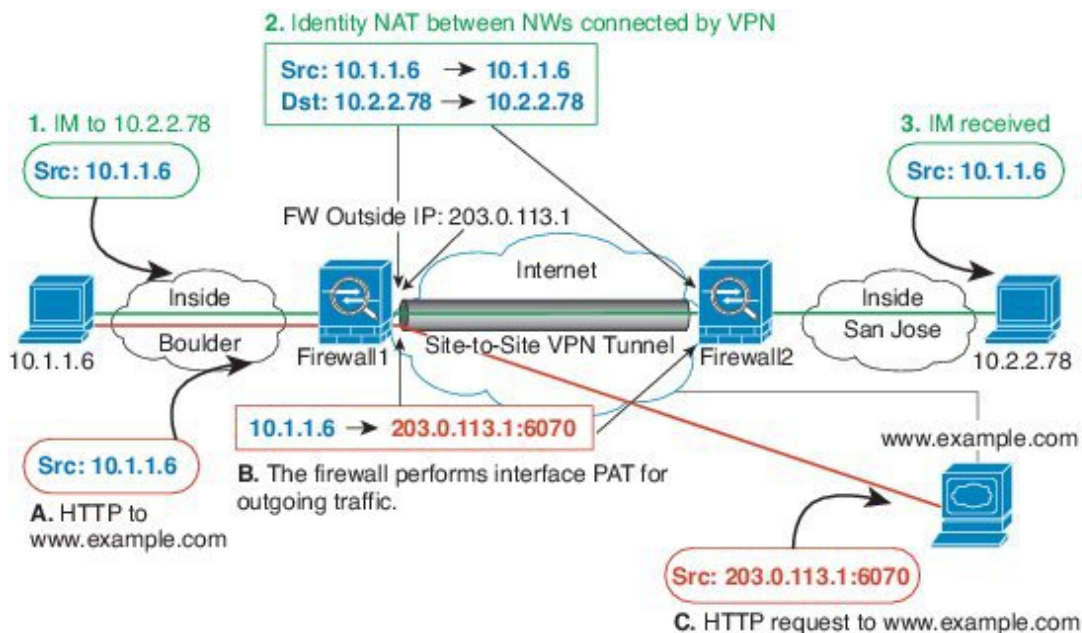 2. Identity NAT between NWs connected by VPN
Src: 10.1.1.6 → 10.1.1.6
Dst: 10.2.2.78 → 10.2.2.78
1. IM to 10.2.2.78
Src: 10.1.1.6
3. IM received
Src: 10.1.1.6
FW Outside IP: 203.0.113.1
Internet
Inside
Boulder
10.1.1.6
Firewall1
Site-to-Site VPN Tunnel
Firewall2
Inside
San Jose
10.2.2.78
10.1.1.6 → 203.0.113.1:6070
B. The firewall performs interface PAT for
outgoing traffic.
Src: 10.1.1.6
A. HTTP to
www.example.com
www.example.com
Src: 203.0.113.1:6070
C. HTTP request to www.example.com